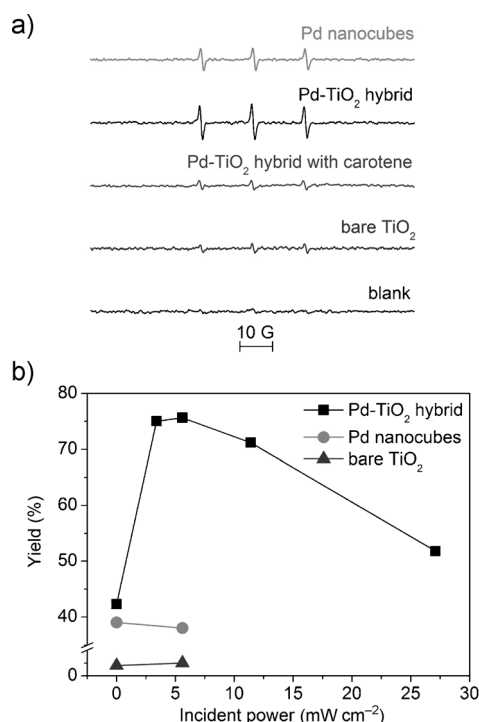 a)
Pd nanocubes
Pd-TiO₂ hybrid
Pd-TiO₂ hybrid with carotene
bare TiO₂
blank
10 G
b)
80
70
60
50
40
0
Yield (%)
Pd-TiO₂ hybrid
Pd nanocubes
bare TiO₂
0 5 10 15 20 25 30
Incident power (mW cm⁻²)